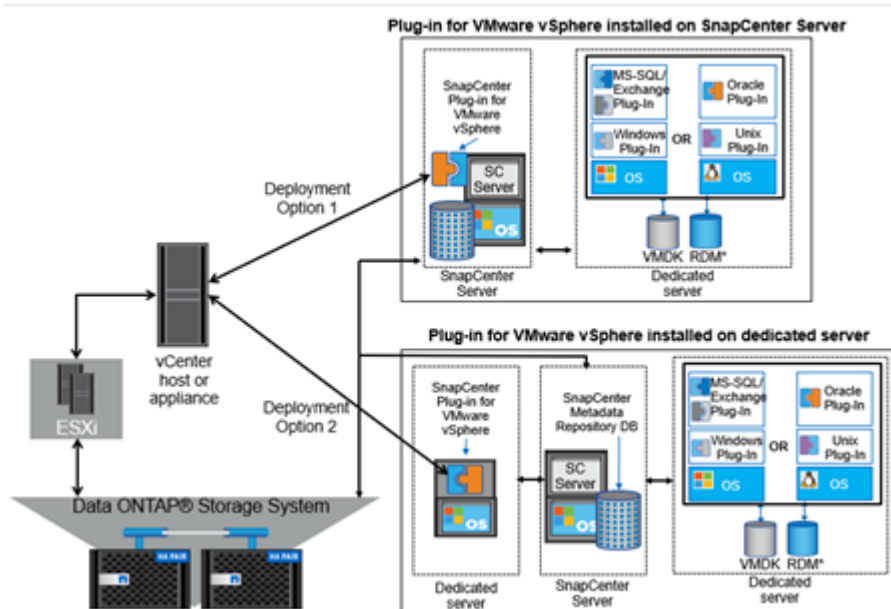 Plug-in for VMware vSphere installed on SnapCenter Server
SnapCenter
Plug-in for
VMware
vSphere
SC
Server
OS
SnapCenter
Server
MS-SQL/
Exchange
Plug-In
Oracle
Plug-In
Windows
Plug-In
OR
Unix
Plug-In
OS
OS
VMDK
RDM*
Dedicated
server
Deployment
Option 1
vCenter
host or
appliance
ESXi
Deployment
Option 2
Data ONTAP® Storage System
HA PAIR
HA PAIR
Plug-in for VMware vSphere installed on dedicated server
SnapCenter
Plug-in for
VMware
vSphere
OS
Dedicated
server
SnapCenter
Metadata
Repository DB
SC
Server
OS
SnapCenter
Server
MS-SQL/
Exchange
Plug-In
Oracle
Plug-In
Windows
Plug-In
OR
Unix
Plug-In
OS
OS
VMDK
RDM*
Dedicated
server